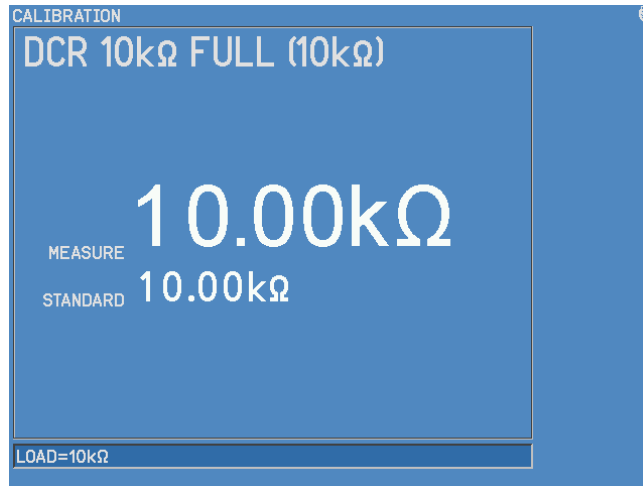 CALIBRATION
DCR 10kΩ FULL (10kΩ)
MEASURE 10.00kΩ
STANDARD 10.00kΩ
LOAD=10kΩ